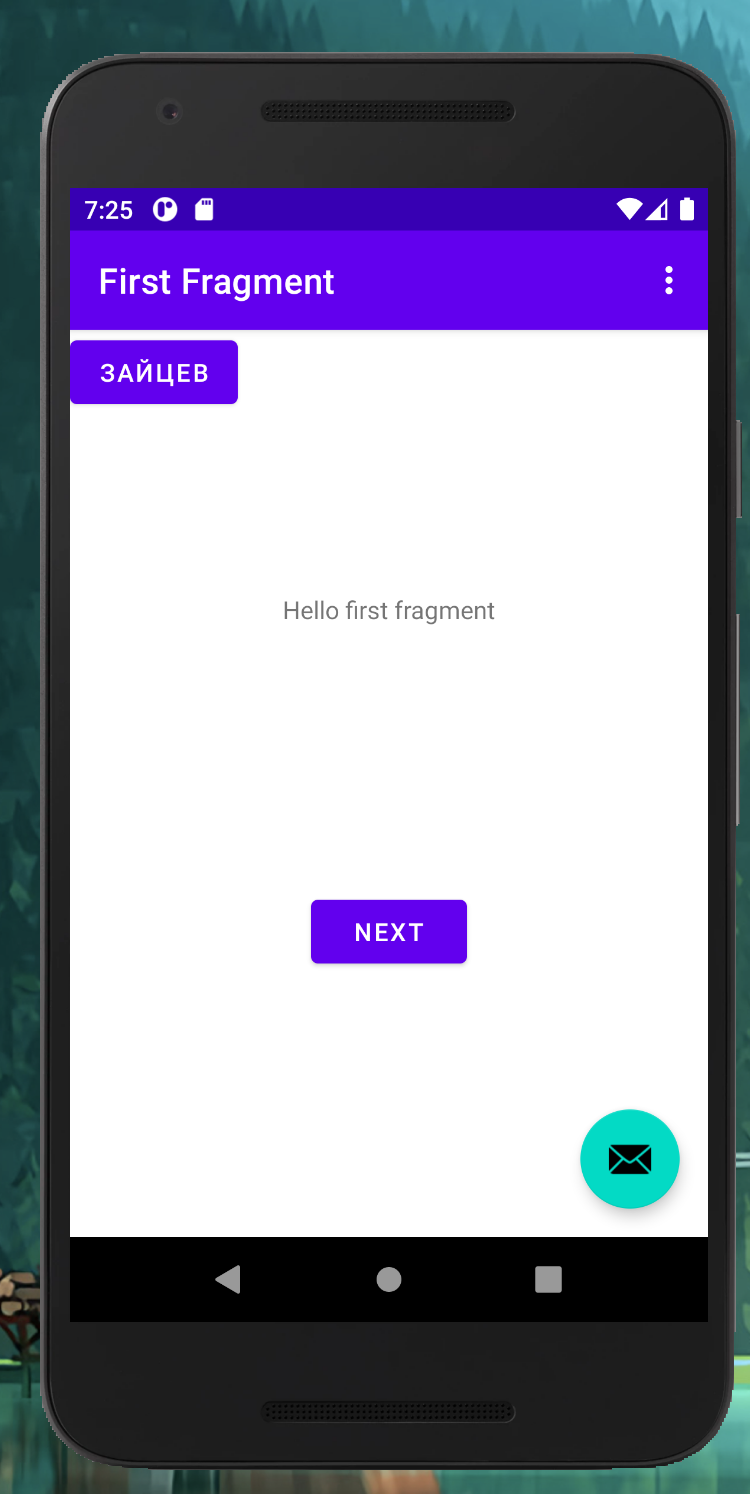 7:25
First Fragment
ЗАЙЦЕВ
Hello first fragment
NEXT